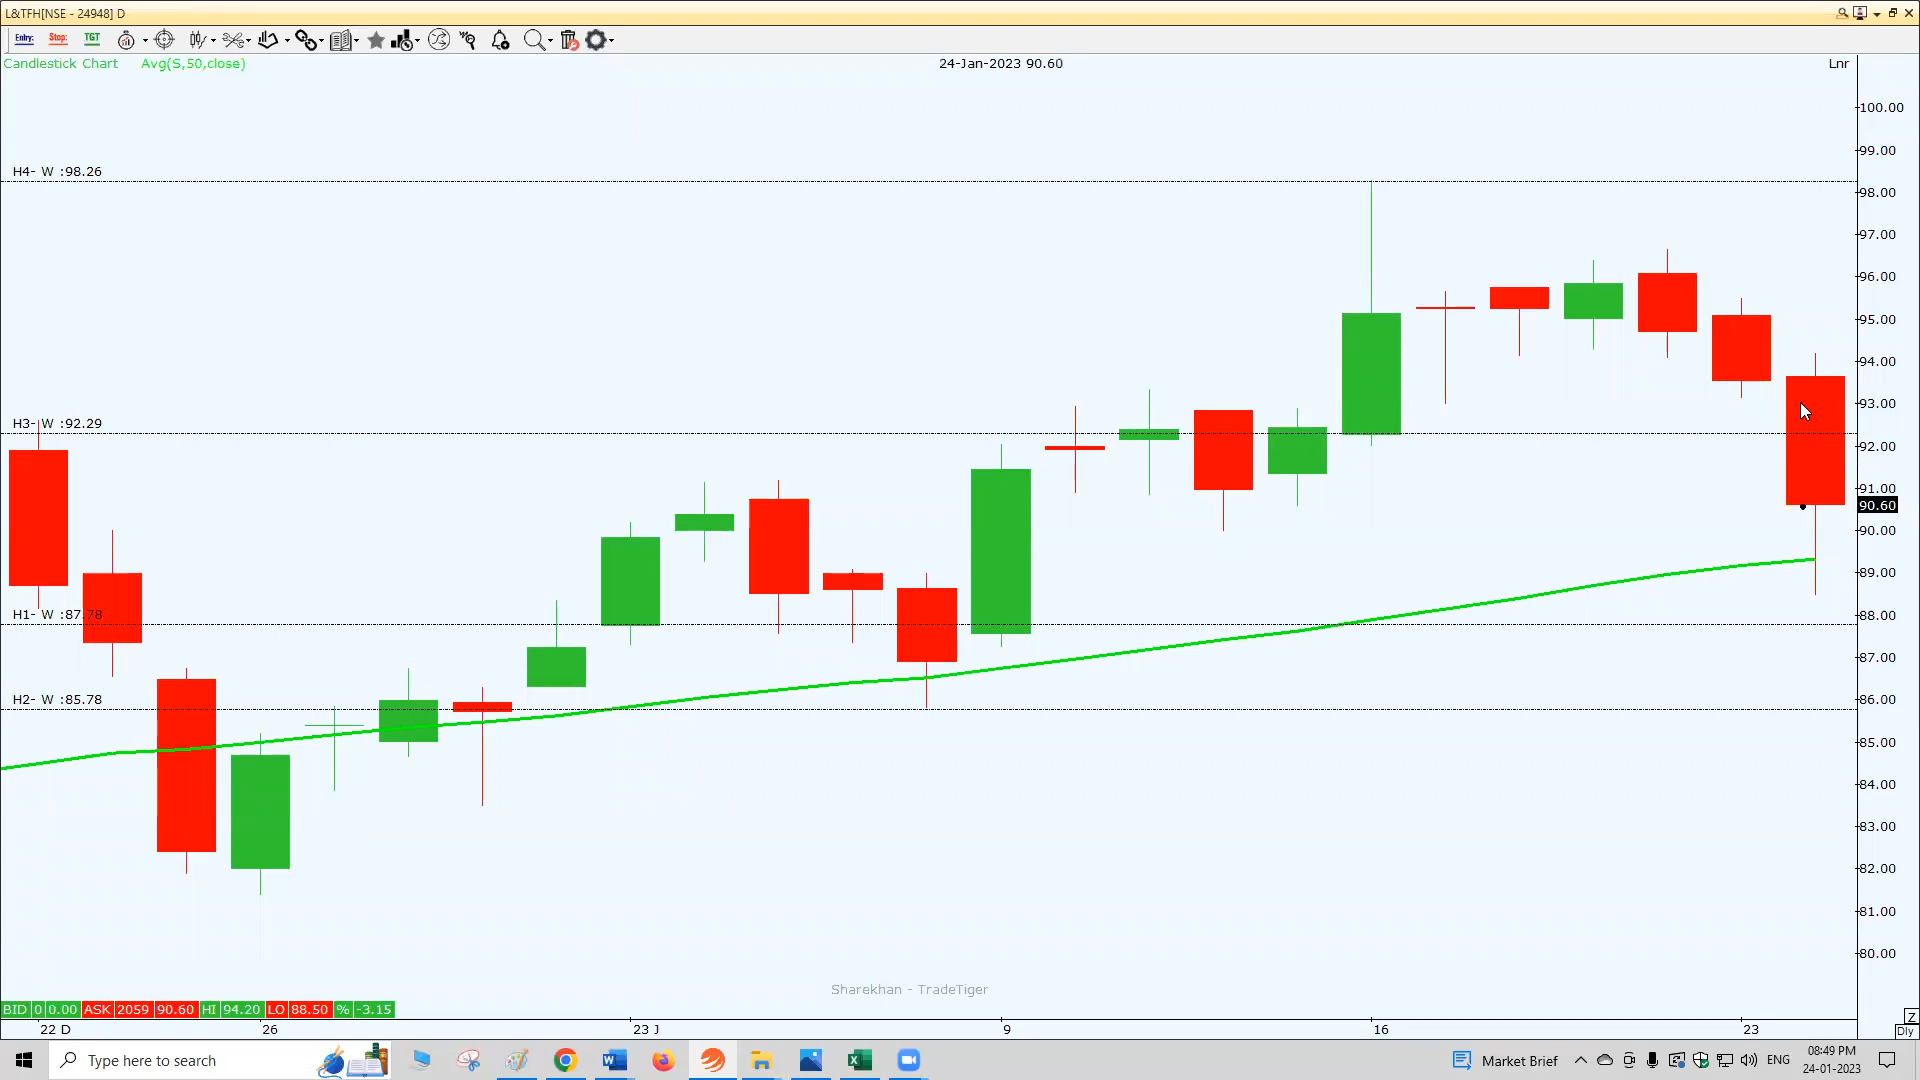 L&TFH[NSE - 24948] D
Entry: Stop: TGT
Candlestick Chart Avg(S,50,close) 24-Jan-2023 90.60 Lnr
100.00
99.00
H4- W :98.26
98.00
97.00
96.00
95.00
94.00
93.00
H3- W :92.29
92.00
91.00
90.60
90.00
89.00
H1- W :87.78
88.00
87.00
H2- W :85.78
86.00
85.00
84.00
83.00
82.00
81.00
80.00
Sharekhan - TradeTiger
BID 0 0.00 ASK 2059 90.60 HI 94.20 LO 88.50 % -3.15
Z
22 D 26 23 J 9 16 23 Dly
Type here to search
Market Brief ENG 08:49 PM
24-01-2023